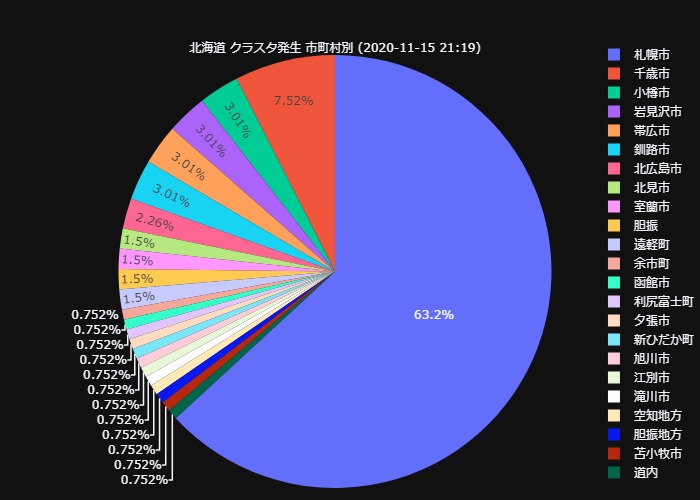 北海道 クラスタ発生 市町村別 (2020-11-15 21:19)
札幌市
千歳市
小樽市
岩見沢市
帯広市
釧路市
北広島市
北見市
室蘭市
胆振
遠軽町
余市町
函館市
利尻富士町
夕張市
新ひだか町
旭川市
江別市
滝川市
空知地方
胆振地方
苫小牧市
道内
7.52%
3.01%
3.01%
3.01%
3.01%
2.26%
1.5%
1.5%
1.5%
1.5%
63.2%
0.752%
0.752%
0.752%
0.752%
0.752%
0.752%
0.752%
0.752%
0.752%
0.752%
0.752%
0.752%